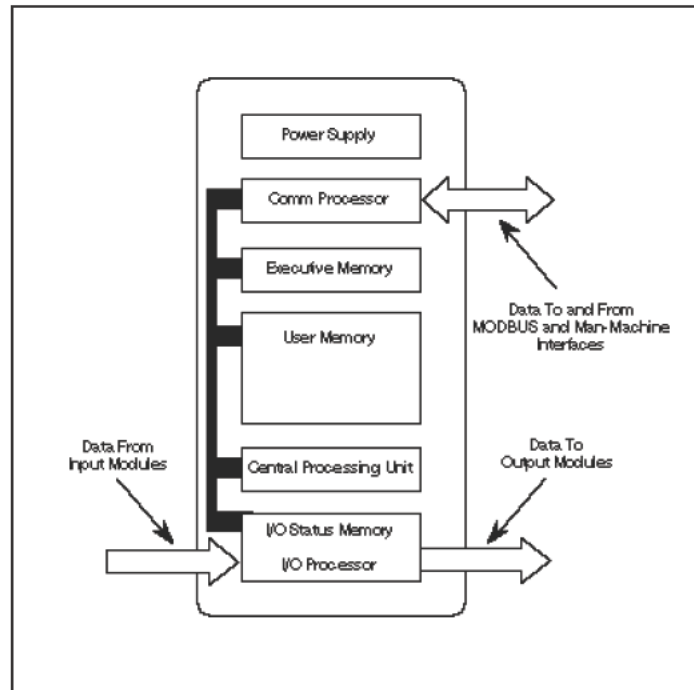 Power Supply
Comm Processor
Executive Memory
Data To and From
MODBUS and Man-Machine
Interfaces
User Memory
Data From
Input Modules
Central Processing Unit
Data To
Output Modules
I/O Status Memory
I/O Processor